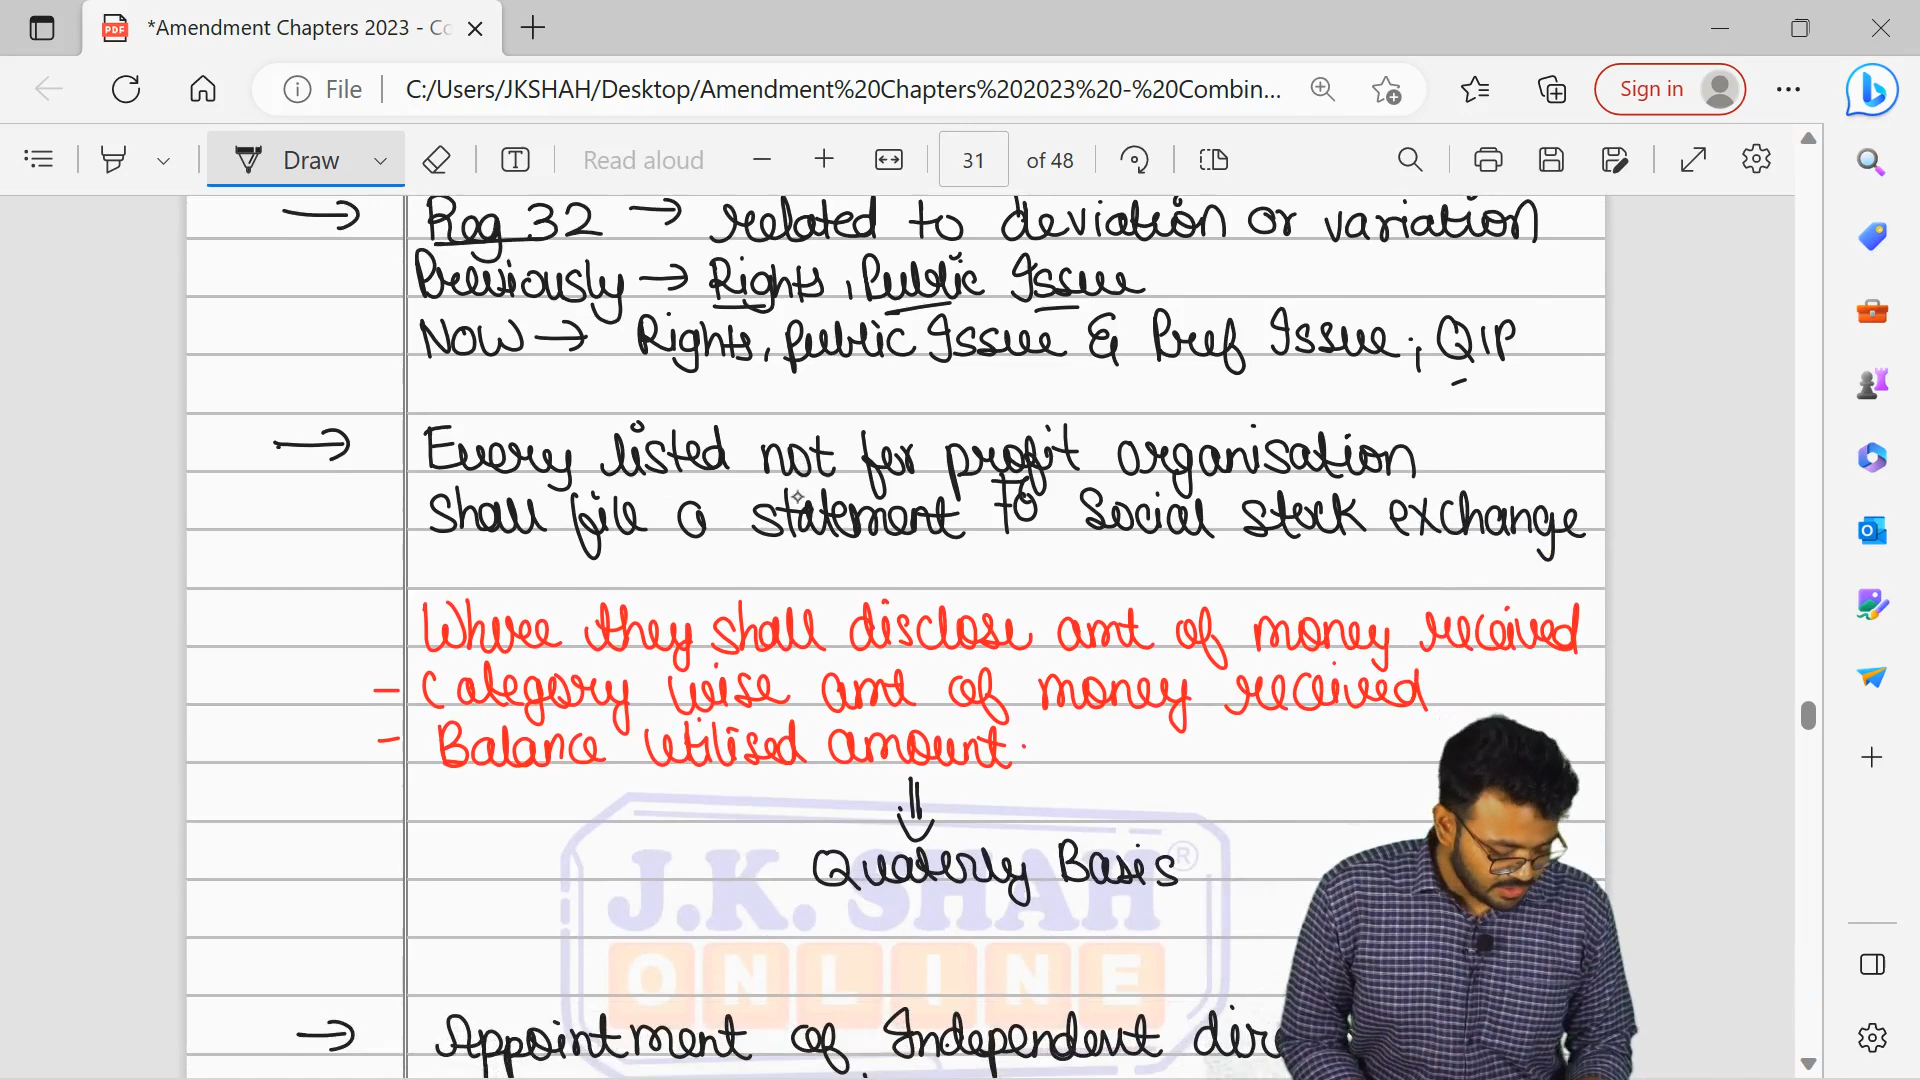 *Amendment Chapters 2023 - Co
File
C:/Users/JKSHAH/Desktop/Amendment%20Chapters%202023%20-%20Combin...
Sign in
Draw
Read aloud
31 of 48
→ Reg 32 → related to deviation or variation
Previously → Rights, Public Issue
Now → Rights, public Issue & Pref Issue, QIP
→ Every listed not for profit organisation
shall file a statement to social stock exchange
Where they shall disclose amt of money received
- Category wise amt of money received
- Balance utilised amount.
Quaterly Basis
J.K. SHAH®
ONLINE
→ Appointment of Independent dir